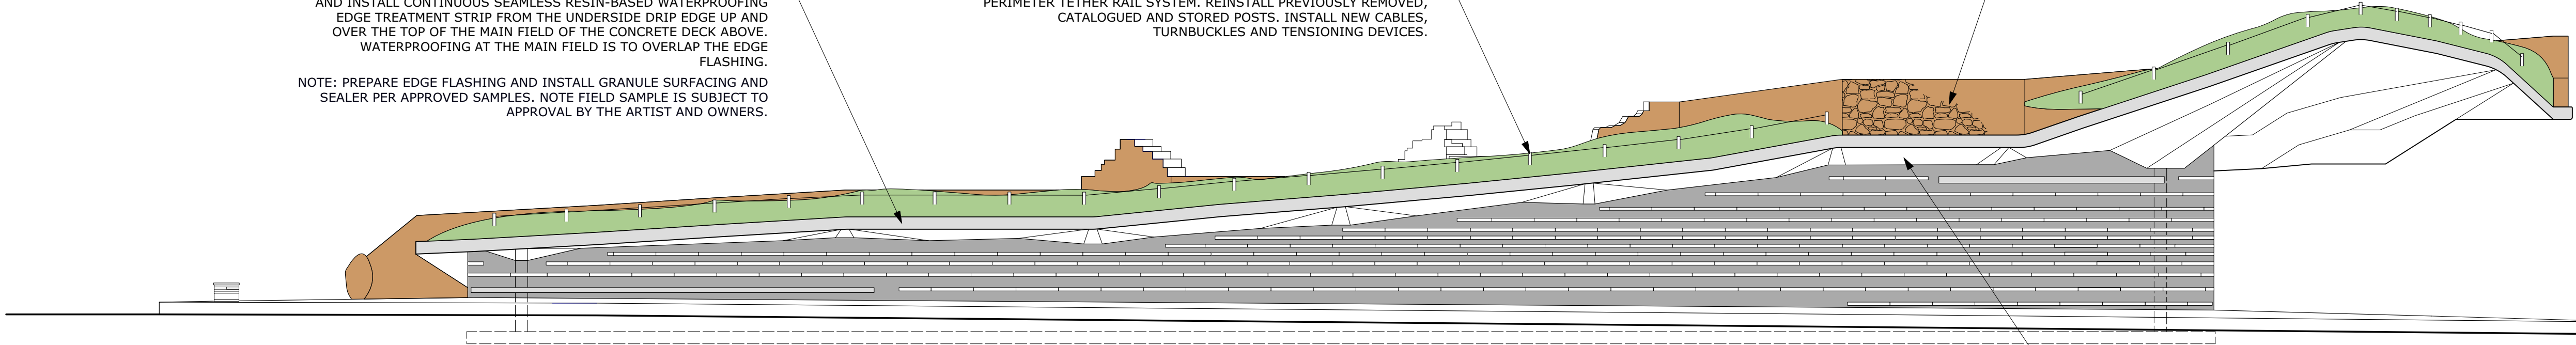 AND INSTALL CONTINUOUS SEAMLESS RESIN-BASED WATERPROOFING
EDGE TREATMENT STRIP FROM THE UNDERSIDE DRIP EDGE UP AND
OVER THE TOP OF THE MAIN FIELD OF THE CONCRETE DECK ABOVE.
WATERPROOFING AT THE MAIN FIELD IS TO OVERLAP THE EDGE
FLASHING.
NOTE: PREPARE EDGE FLASHING AND INSTALL GRANULE SURFACING AND
SEALER PER APPROVED SAMPLES. NOTE FIELD SAMPLE IS SUBJECT TO
APPROVAL BY THE ARTIST AND OWNERS.
PERIMETER TETHER RAIL SYSTEM. REINSTALL PREVIOUSLY REMOVED,
CATALOGUED AND STORED POSTS. INSTALL NEW CABLES,
TURNBUCKLES AND TENSIONING DEVICES.